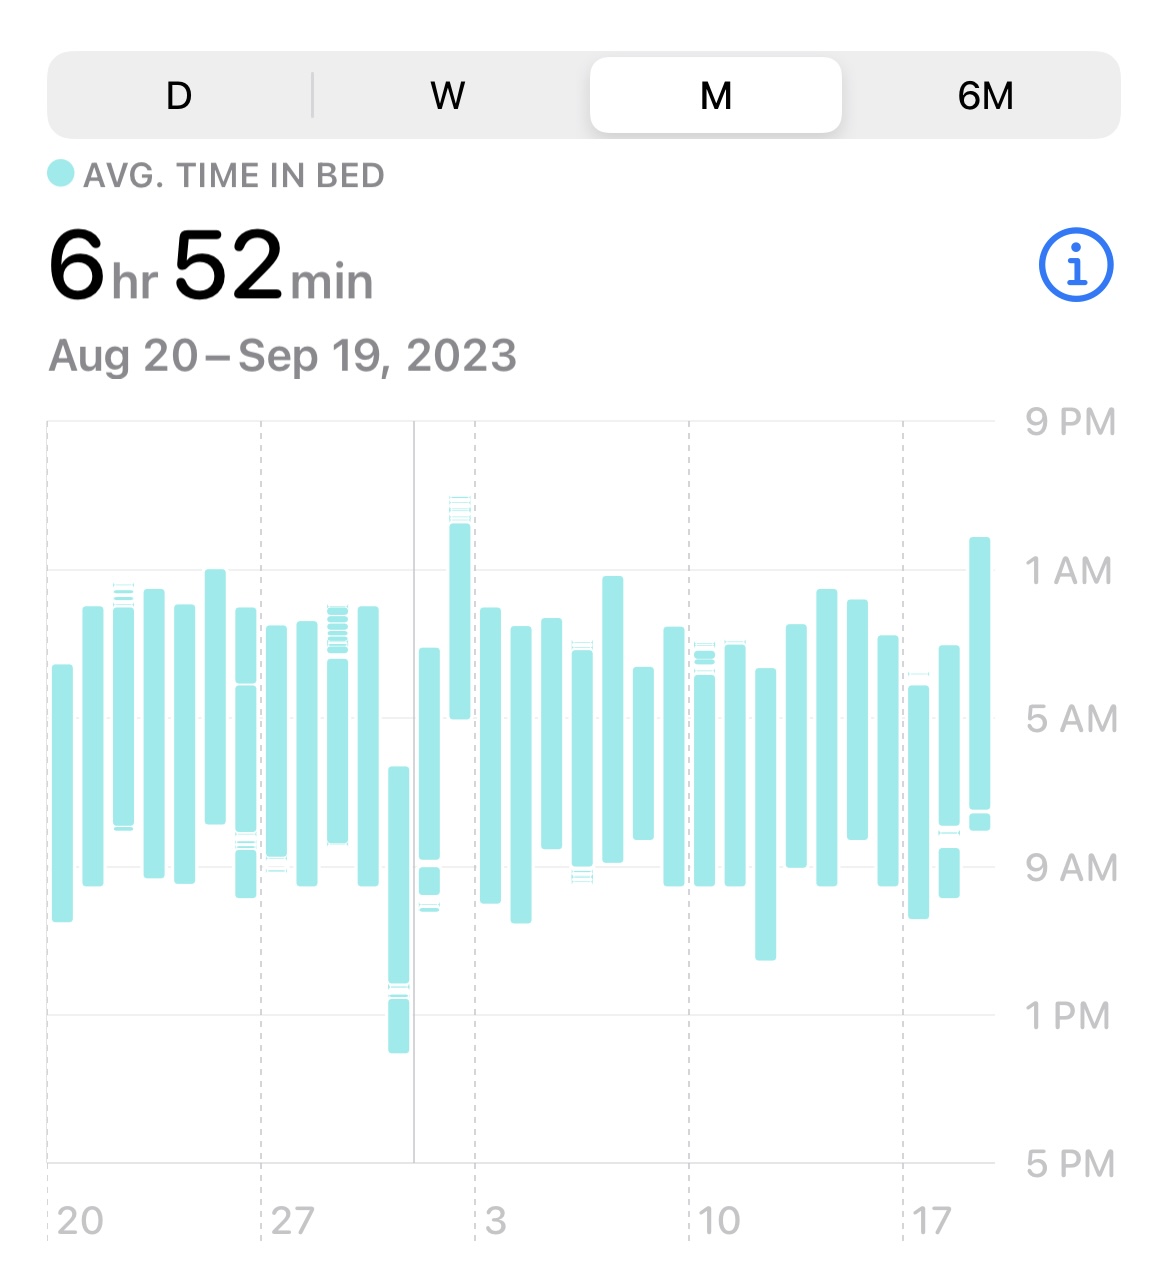 D W M 6M
AVG. TIME IN BED
6 hr 52 min
Aug 20 – Sep 19, 2023
9 PM
1 AM
5 AM
9 AM
1 PM
5 PM
20 27 3 10 17